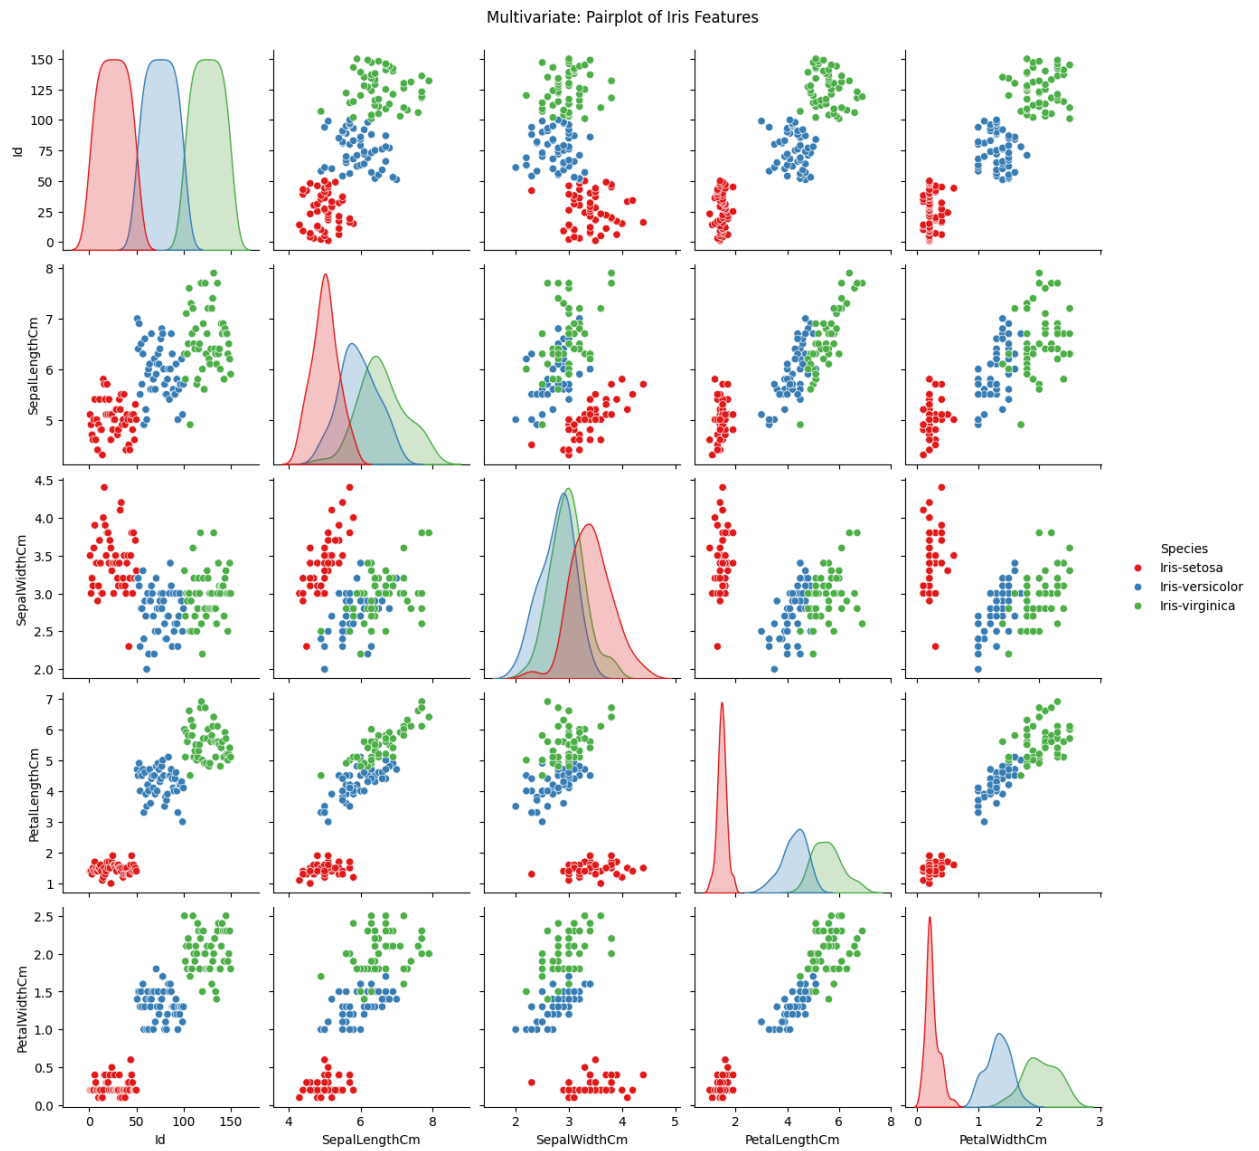 Multivariate: Pairplot of Iris Features
150
100
75
50
25
0
Id
8
7
6
5
SepalLengthCm
4.5
4.0
3.5
3.0
2.5
2.0
SepalWidthCm
7
6
5
4
3
2
1
PetalLengthCm
2.5
2.0
1.5
1.0
0.5
0.0
PetalWidthCm
0 50 100 150
Id
4 6 8
SepalLengthCm
2 3 4 5
SepalWidthCm
2 4 6 8
PetalLengthCm
0 1 2 3
PetalWidthCm
Species
Iris-setosa
Iris-versicolor
Iris-virginica